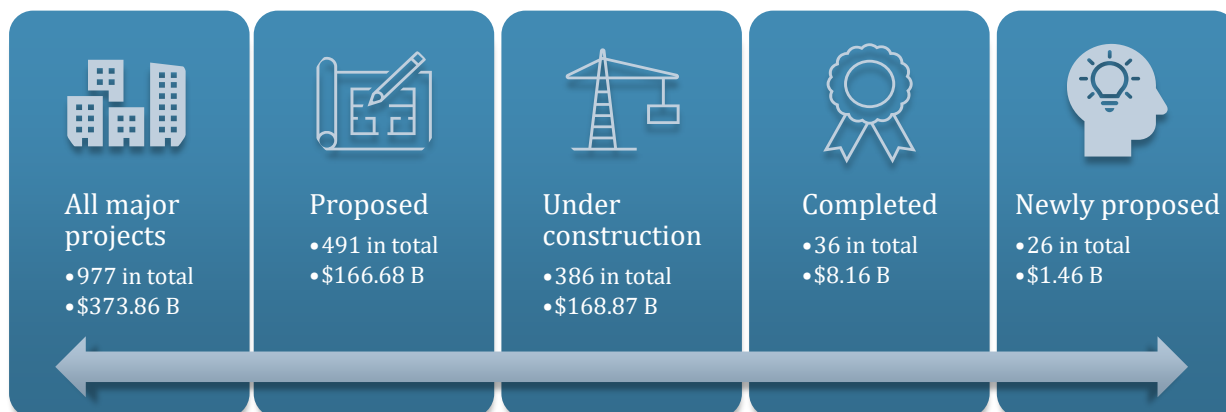 All major
projects
•977 in total
•$373.86 B
Proposed
•491 in total
•$166.68 B
Under
construction
•386 in total
•$168.87 B
Completed
•36 in total
•$8.16 B
Newly proposed
•26 in total
•$1.46 B